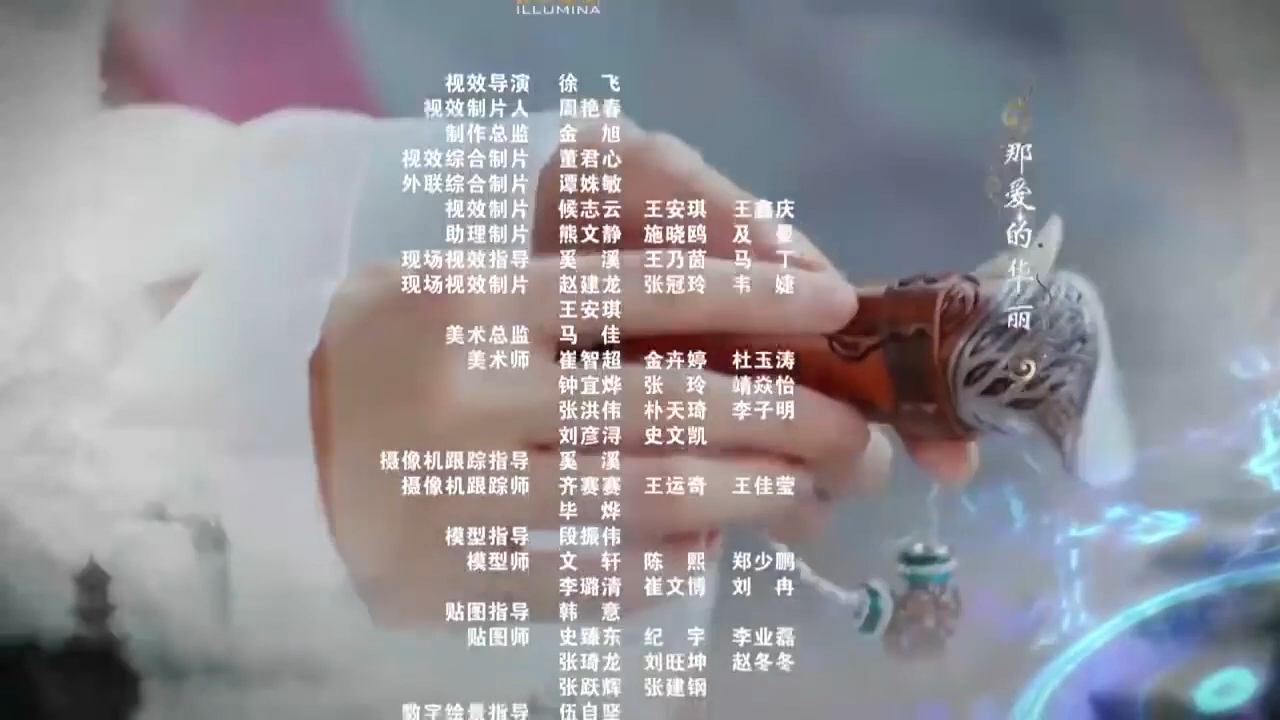 ILLUMINA
视效导演 徐 飞
视效制片人 周艳春
制作总监 金 旭
视效综合制片 董君心
外联综合制片 谭姝敏
视效制片 候志云 王安琪 王鑫庆
助理制片 熊文静 施晓鸥 及
现场视效指导 奚 溪 王乃茵 马 丁
现场视效制片 赵建龙 张冠玲 韦 婕
王安琪
美术总监 马 佳
美术师 崔智超 金卉婷 杜玉涛
钟宜烨 张 玲 靖焱怡
张洪伟 朴天琦 李子明
刘彦浔 史文凯
摄像机跟踪指导 奚 溪
摄像机跟踪师 齐赛赛 王运奇 王佳莹
毕 烨
模型指导 段振伟
模型师 文 轩 陈 熙 郑少鹏
李璐清 崔文博 刘 冉
贴图指导 韩 意
贴图师 史臻东 纪 宇 李业磊
张琦龙 刘旺坤 赵冬冬
张跃辉 张建钢
数字绘景指导 伍自坚
那爱的华丽